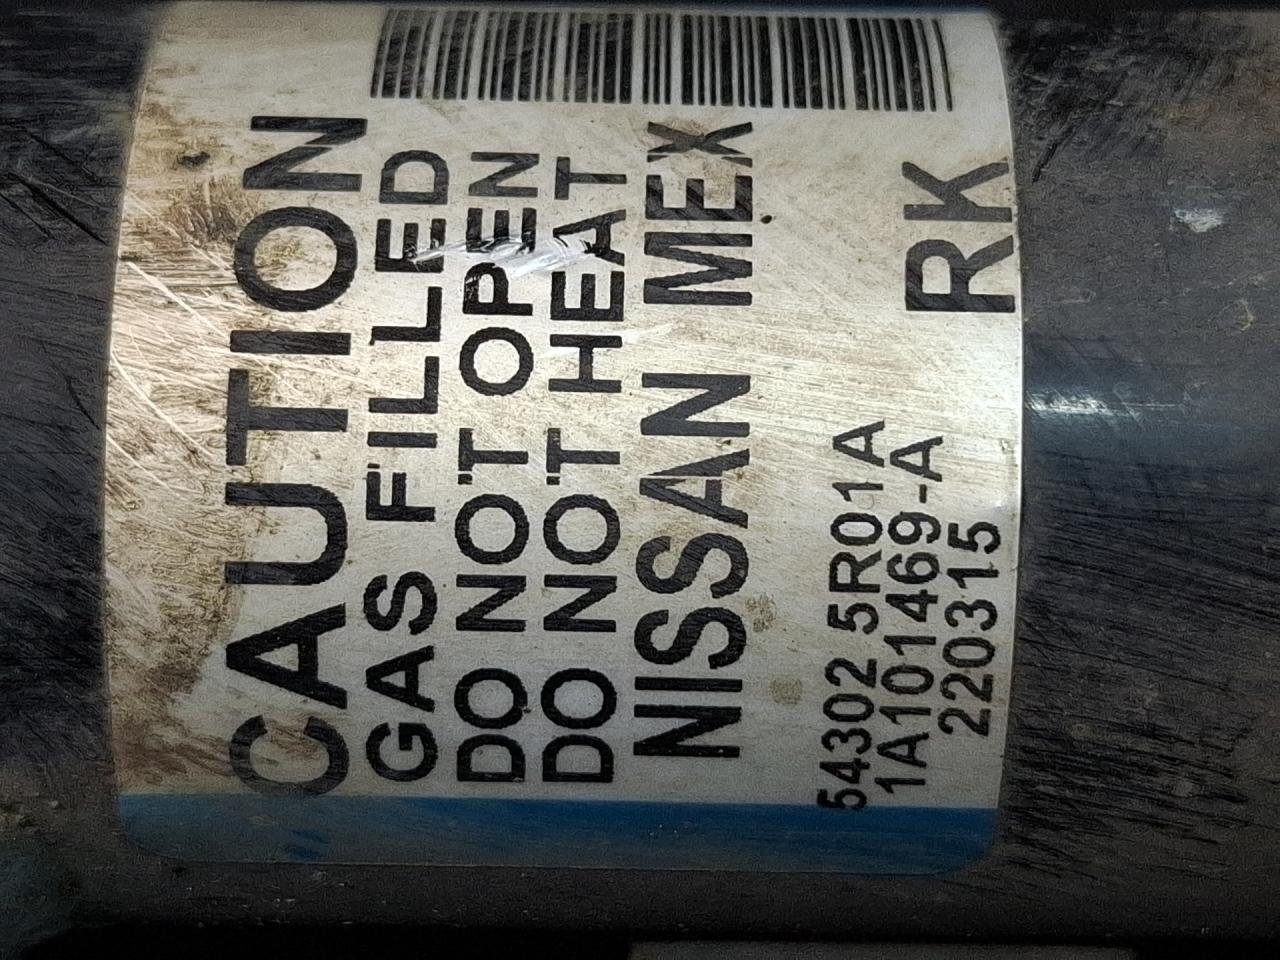 CAUTION
GAS FILLED
DO NOT OPEN
DO NOT HEAT
NISSAN MEX
54302 5R01A
1A101469-A
220315
RK